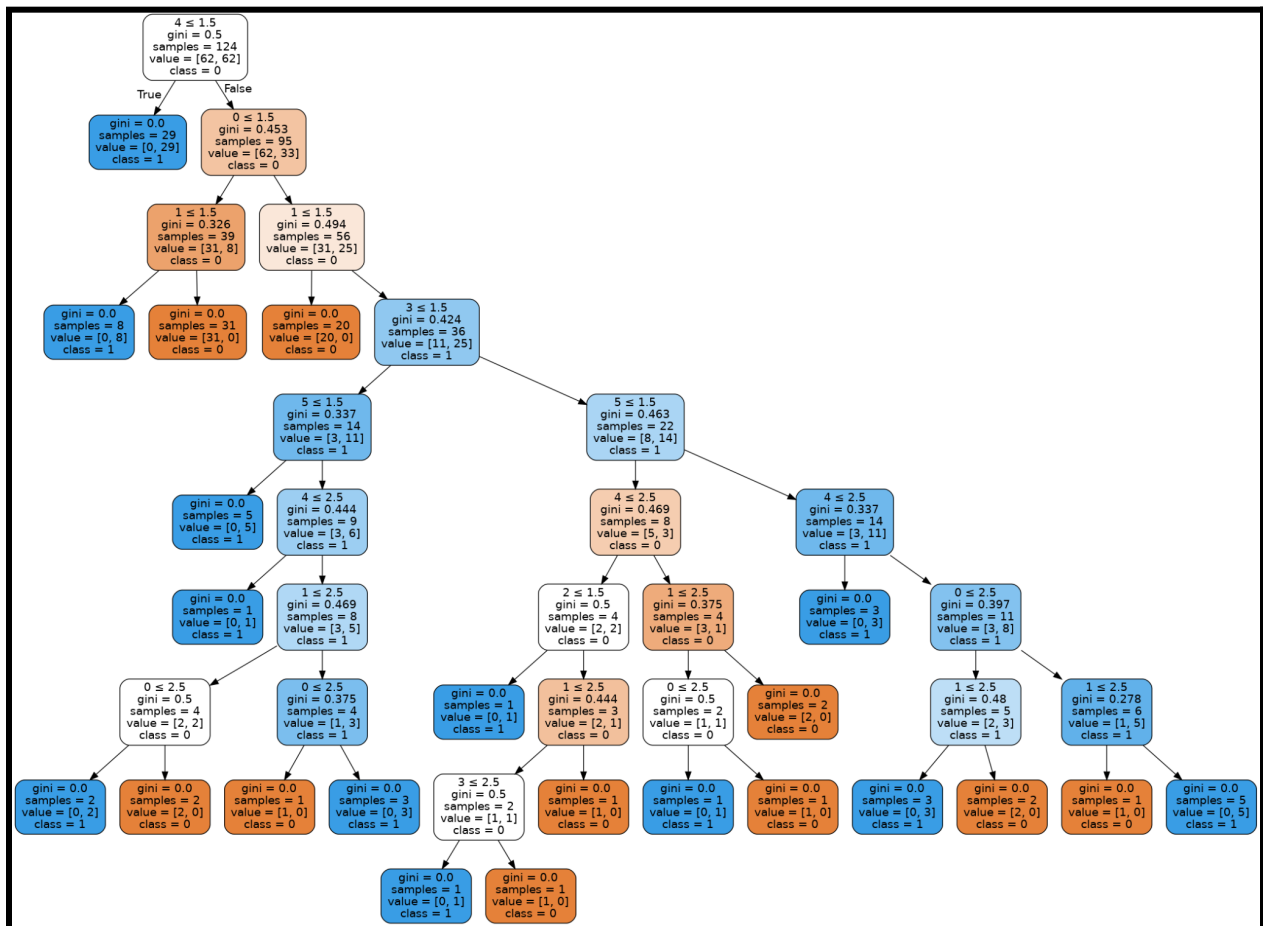 4 ≤ 1.5
gini = 0.5
samples = 124
value = [62, 62]
class = 0
True
False
gini = 0.0
samples = 29
value = [0, 29]
class = 1
0 ≤ 1.5
gini = 0.453
samples = 95
value = [62, 33]
class = 0
1 ≤ 1.5
gini = 0.326
samples = 39
value = [31, 8]
class = 0
1 ≤ 1.5
gini = 0.494
samples = 56
value = [31, 25]
class = 0
gini = 0.0
samples = 8
value = [0, 8]
class = 1
gini = 0.0
samples = 31
value = [31, 0]
class = 0
gini = 0.0
samples = 20
value = [20, 0]
class = 0
3 ≤ 1.5
gini = 0.424
samples = 36
value = [11, 25]
class = 1
5 ≤ 1.5
gini = 0.337
samples = 14
value = [3, 11]
class = 1
5 ≤ 1.5
gini = 0.463
samples = 22
value = [8, 14]
class = 1
gini = 0.0
samples = 5
value = [0, 5]
class = 1
4 ≤ 2.5
gini = 0.444
samples = 9
value = [3, 6]
class = 1
4 ≤ 2.5
gini = 0.469
samples = 8
value = [5, 3]
class = 0
4 ≤ 2.5
gini = 0.337
samples = 14
value = [3, 11]
class = 1
gini = 0.0
samples = 1
value = [0, 1]
class = 1
1 ≤ 2.5
gini = 0.469
samples = 8
value = [3, 5]
class = 1
2 ≤ 1.5
gini = 0.5
samples = 4
value = [2, 2]
class = 0
1 ≤ 2.5
gini = 0.375
samples = 4
value = [3, 1]
class = 0
gini = 0.0
samples = 3
value = [0, 3]
class = 1
0 ≤ 2.5
gini = 0.397
samples = 11
value = [3, 8]
class = 1
0 ≤ 2.5
gini = 0.5
samples = 4
value = [2, 2]
class = 0
0 ≤ 2.5
gini = 0.375
samples = 4
value = [1, 3]
class = 1
gini = 0.0
samples = 1
value = [0, 1]
class = 1
1 ≤ 2.5
gini = 0.444
samples = 3
value = [2, 1]
class = 0
0 ≤ 2.5
gini = 0.5
samples = 2
value = [1, 1]
class = 0
gini = 0.0
samples = 2
value = [2, 0]
class = 0
1 ≤ 2.5
gini = 0.48
samples = 5
value = [2, 3]
class = 1
1 ≤ 2.5
gini = 0.278
samples = 6
value = [1, 5]
class = 1
gini = 0.0
samples = 2
value = [0, 2]
class = 1
gini = 0.0
samples = 2
value = [2, 0]
class = 0
gini = 0.0
samples = 1
value = [1, 0]
class = 0
gini = 0.0
samples = 3
value = [0, 3]
class = 1
3 ≤ 2.5
gini = 0.5
samples = 2
value = [1, 1]
class = 0
gini = 0.0
samples = 1
value = [1, 0]
class = 0
gini = 0.0
samples = 1
value = [0, 1]
class = 1
gini = 0.0
samples = 1
value = [1, 0]
class = 0
gini = 0.0
samples = 3
value = [0, 3]
class = 1
gini = 0.0
samples = 2
value = [2, 0]
class = 0
gini = 0.0
samples = 1
value = [1, 0]
class = 0
gini = 0.0
samples = 5
value = [0, 5]
class = 1
gini = 0.0
samples = 1
value = [0, 1]
class = 1
gini = 0.0
samples = 1
value = [1, 0]
class = 0